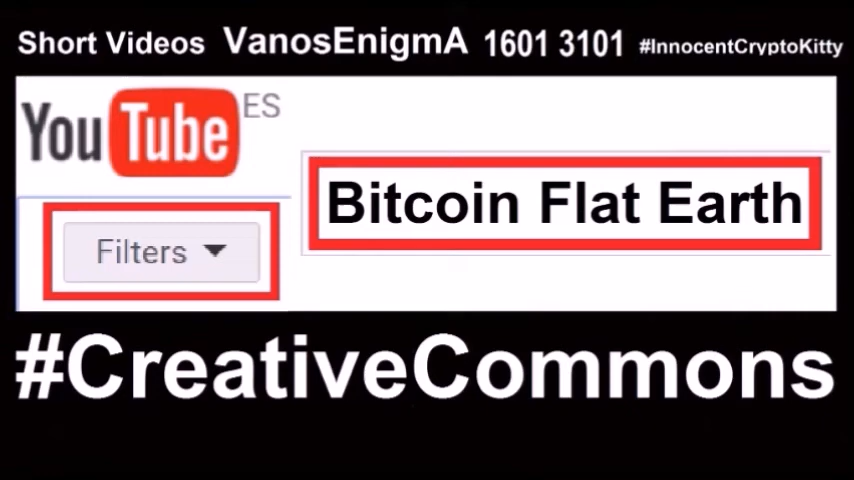 Short Videos VanosEnigmA 1601 3101 #InnocentCryptoKitty
YouTube ES
Bitcoin Flat Earth
Filters
#CreativeCommons